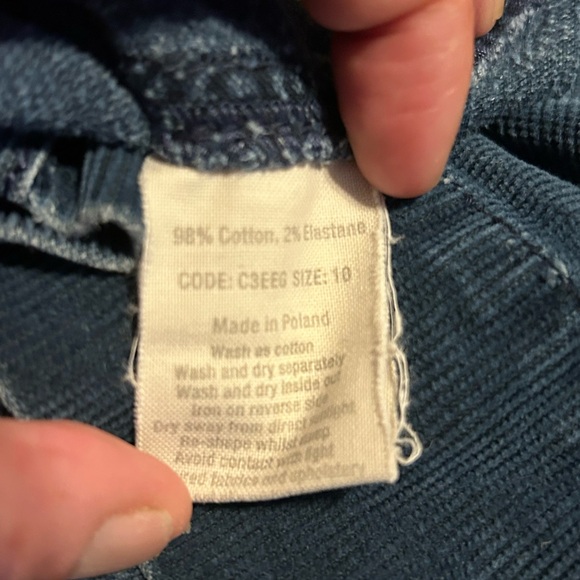 98% Cotton, 2% Elastane
CODE: C3EE6 SIZE: 10
Made in Poland
Wash as cotton
Wash and dry separately
Wash and dry inside out
Iron on reverse side
Dry away from direct
Re-shape whilst damp
Avoid contact with light
fabrics and upholstery